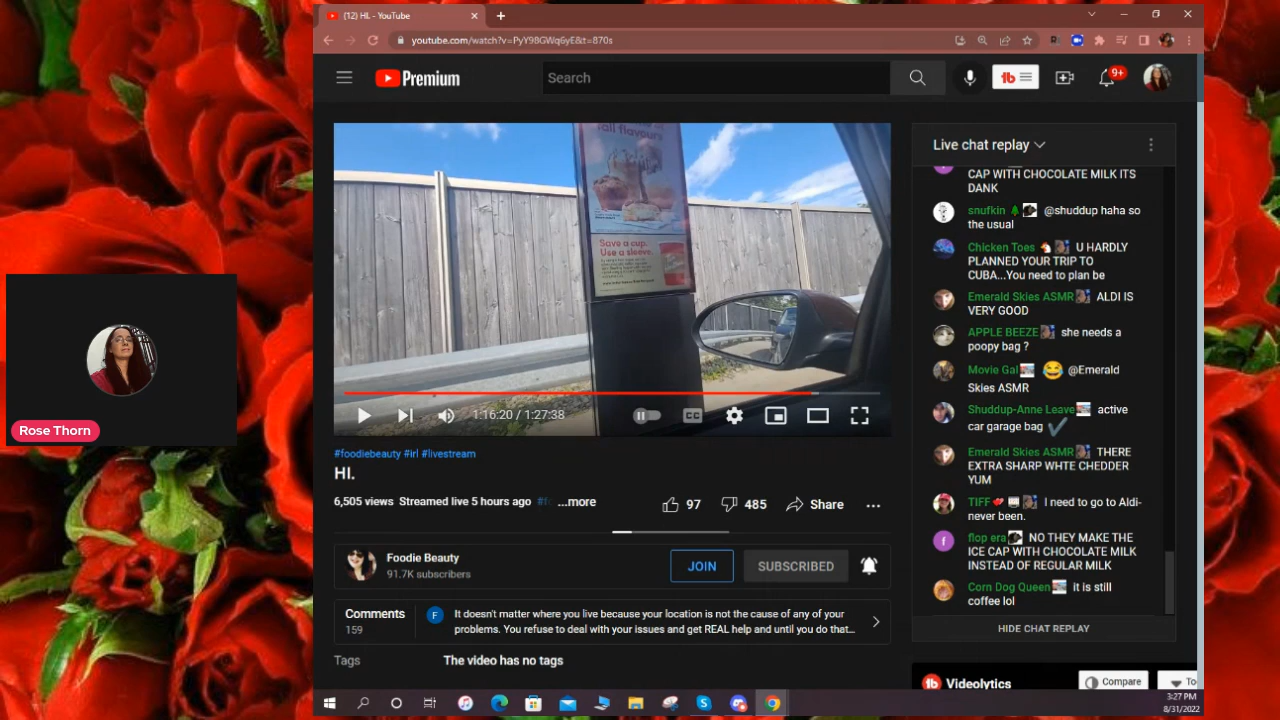 (12) HI. - YouTube
youtube.com/watch?v=PyY9BGWq6yE&t=870s
Premium
Search
9+
fall flavours
Save a cup.
Use a sleeve.
1:16:20 / 1:27:38
CC
#foodiebeauty #irl #livestream
HI.
6,505 views Streamed live 5 hours ago ...more
97
485
Share
Foodie Beauty
91.7K subscribers
JOIN
SUBSCRIBED
Comments
159
F
It doesn't matter where you live because your location is not the cause of any of your
problems. You refuse to deal with your issues and get REAL help and until you do that...
Tags
The video has no tags
Live chat replay
CAP WITH CHOCOLATE MILK ITS
DANK
snufkin @shuddup haha so
the usual
Chicken Toes U HARDLY
PLANNED YOUR TRIP TO
CUBA...You need to plan be
Emerald Skies ASMR ALDI IS
VERY GOOD
APPLE BEEZE she needs a
poopy bag ?
Movie Gal @Emerald
Skies ASMR
Shuddup-Anne Leave active
car garage bag
Emerald Skies ASMR THERE
EXTRA SHARP WHTE CHEDDER
YUM
TIFF I need to go to Aldi-
never been.
f
flop era NO THEY MAKE THE
ICE CAP WITH CHOCOLATE MILK
INSTEAD OF REGULAR MILK
Corn Dog Queen it is still
coffee lol
HIDE CHAT REPLAY
Videolytics
Compare
To
Rose Thorn
3:27 PM
8/31/2022